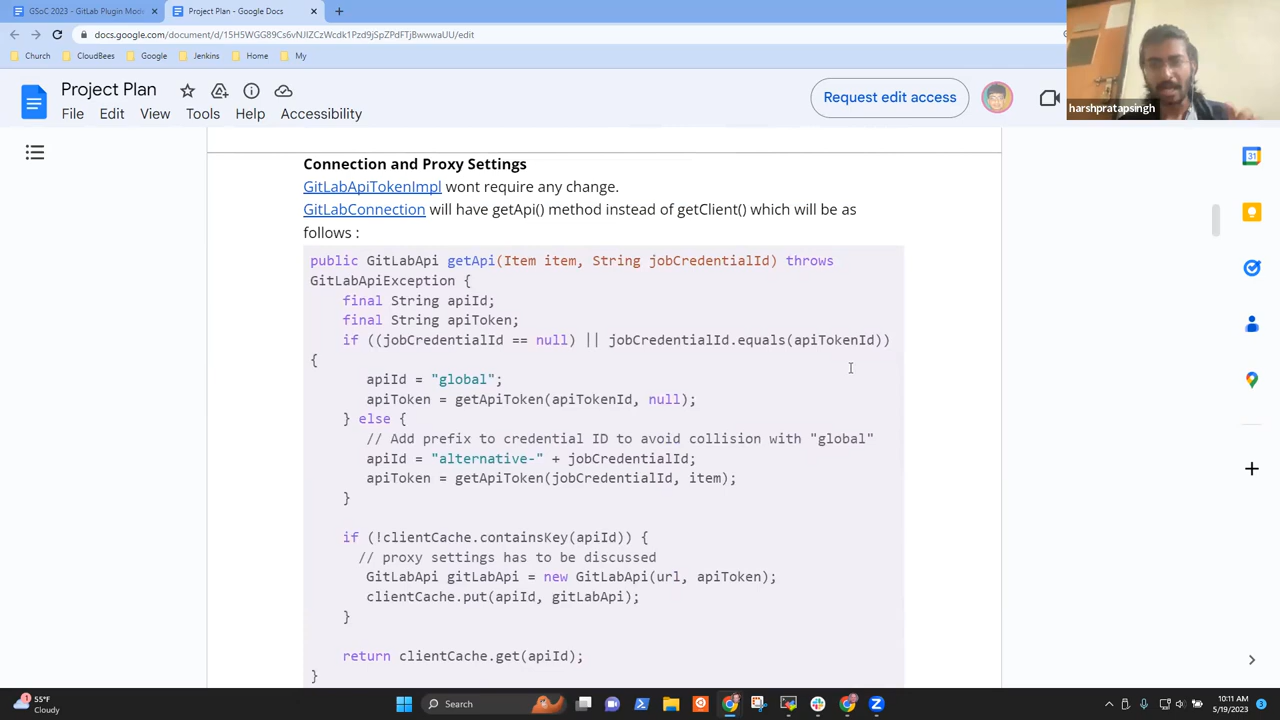 GSoC 2023 - GitLab Plugin Mod
Project Plan - Google Docs
docs.google.com/document/d/15H5WGG89Cs6vNJIZCzWcdk1Pzd9jSpZPdFTjBwwwaUU/edit
Church
CloudBees
Google
Jenkins
Home
My
Project Plan
File Edit View Tools Help Accessibility
Request edit access
harshpratapsingh
31
Connection and Proxy Settings
GitLabApiTokenImpl wont require any change.
GitLabConnection will have getApi() method instead of getClient() which will be as
follows :
public GitLabApi getApi(Item item, String jobCredentialId) throws
GitLabApiException {
final String apiId;
final String apiToken;
if ((jobCredentialId == null) || jobCredentialId.equals(apiTokenId))
{
apiId = "global";
apiToken = getApiToken(apiTokenId, null);
} else {
// Add prefix to credential ID to avoid collision with "global"
apiId = "alternative-" + jobCredentialId;
apiToken = getApiToken(jobCredentialId, item);
}
if (!clientCache.containsKey(apiId)) {
// proxy settings has to be discussed
GitLabApi gitLabApi = new GitLabApi(url, apiToken);
clientCache.put(apiId, gitLabApi);
}
return clientCache.get(apiId);
}
55°F
Cloudy
Search
10:11 AM
5/19/2023
3